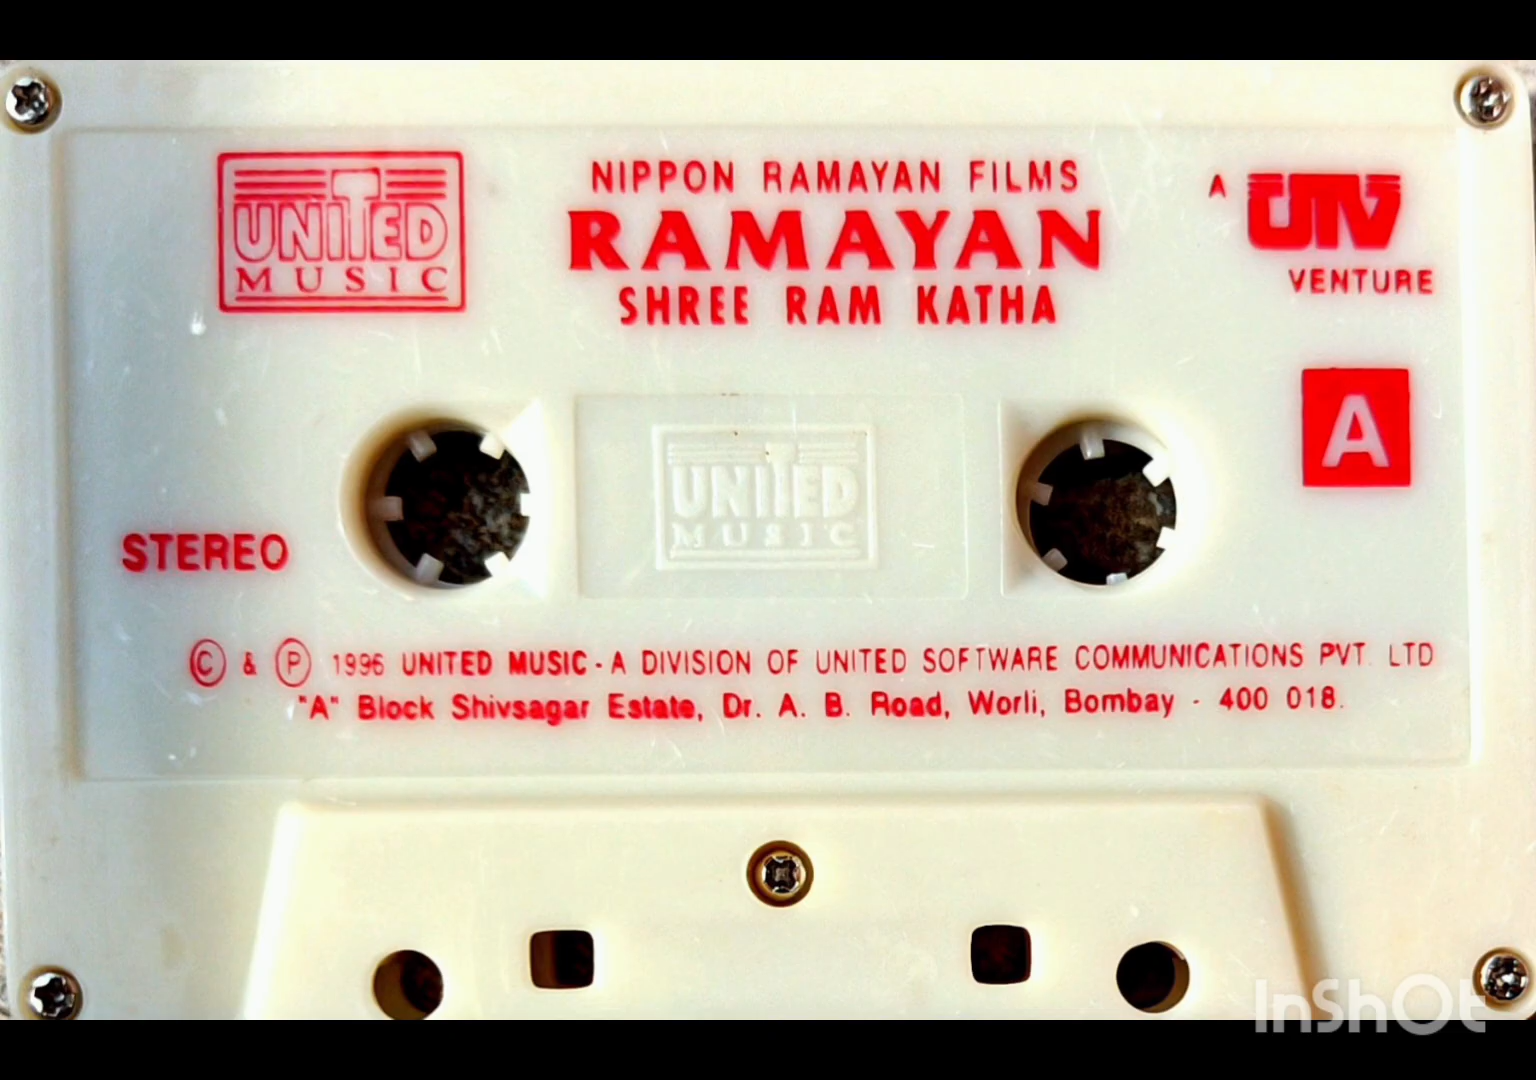 UNITED
MUSIC
NIPPON RAMAYAN FILMS
RAMAYAN
SHREE RAM KATHA
A UTV
VENTURE
A
UNITED
MUSIC
STEREO
© & ℗ 1996 UNITED MUSIC - A DIVISION OF UNITED SOFTWARE COMMUNICATIONS PVT. LTD
"A" Block Shivsagar Estate, Dr. A. B. Road, Worli, Bombay - 400 018.
InShOt